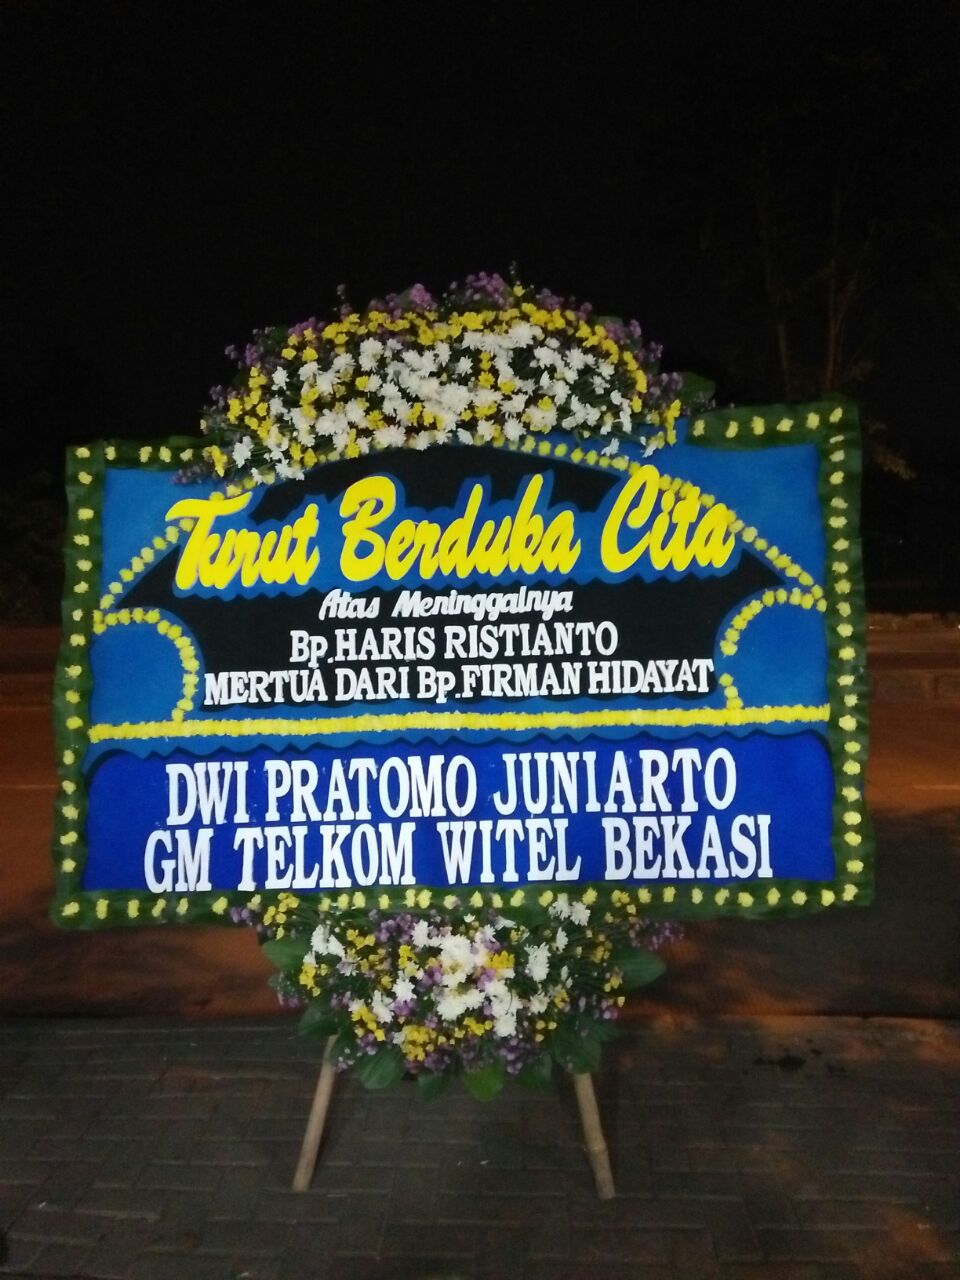 Turut Berduka Cita
Atas Meninggalnya
Bp.HARIS RISTIANTO
MERTUA DARI Bp.FIRMAN HIDAYAT
DWI PRATOMO JUNIARTO
GM TELKOM WITEL BEKASI